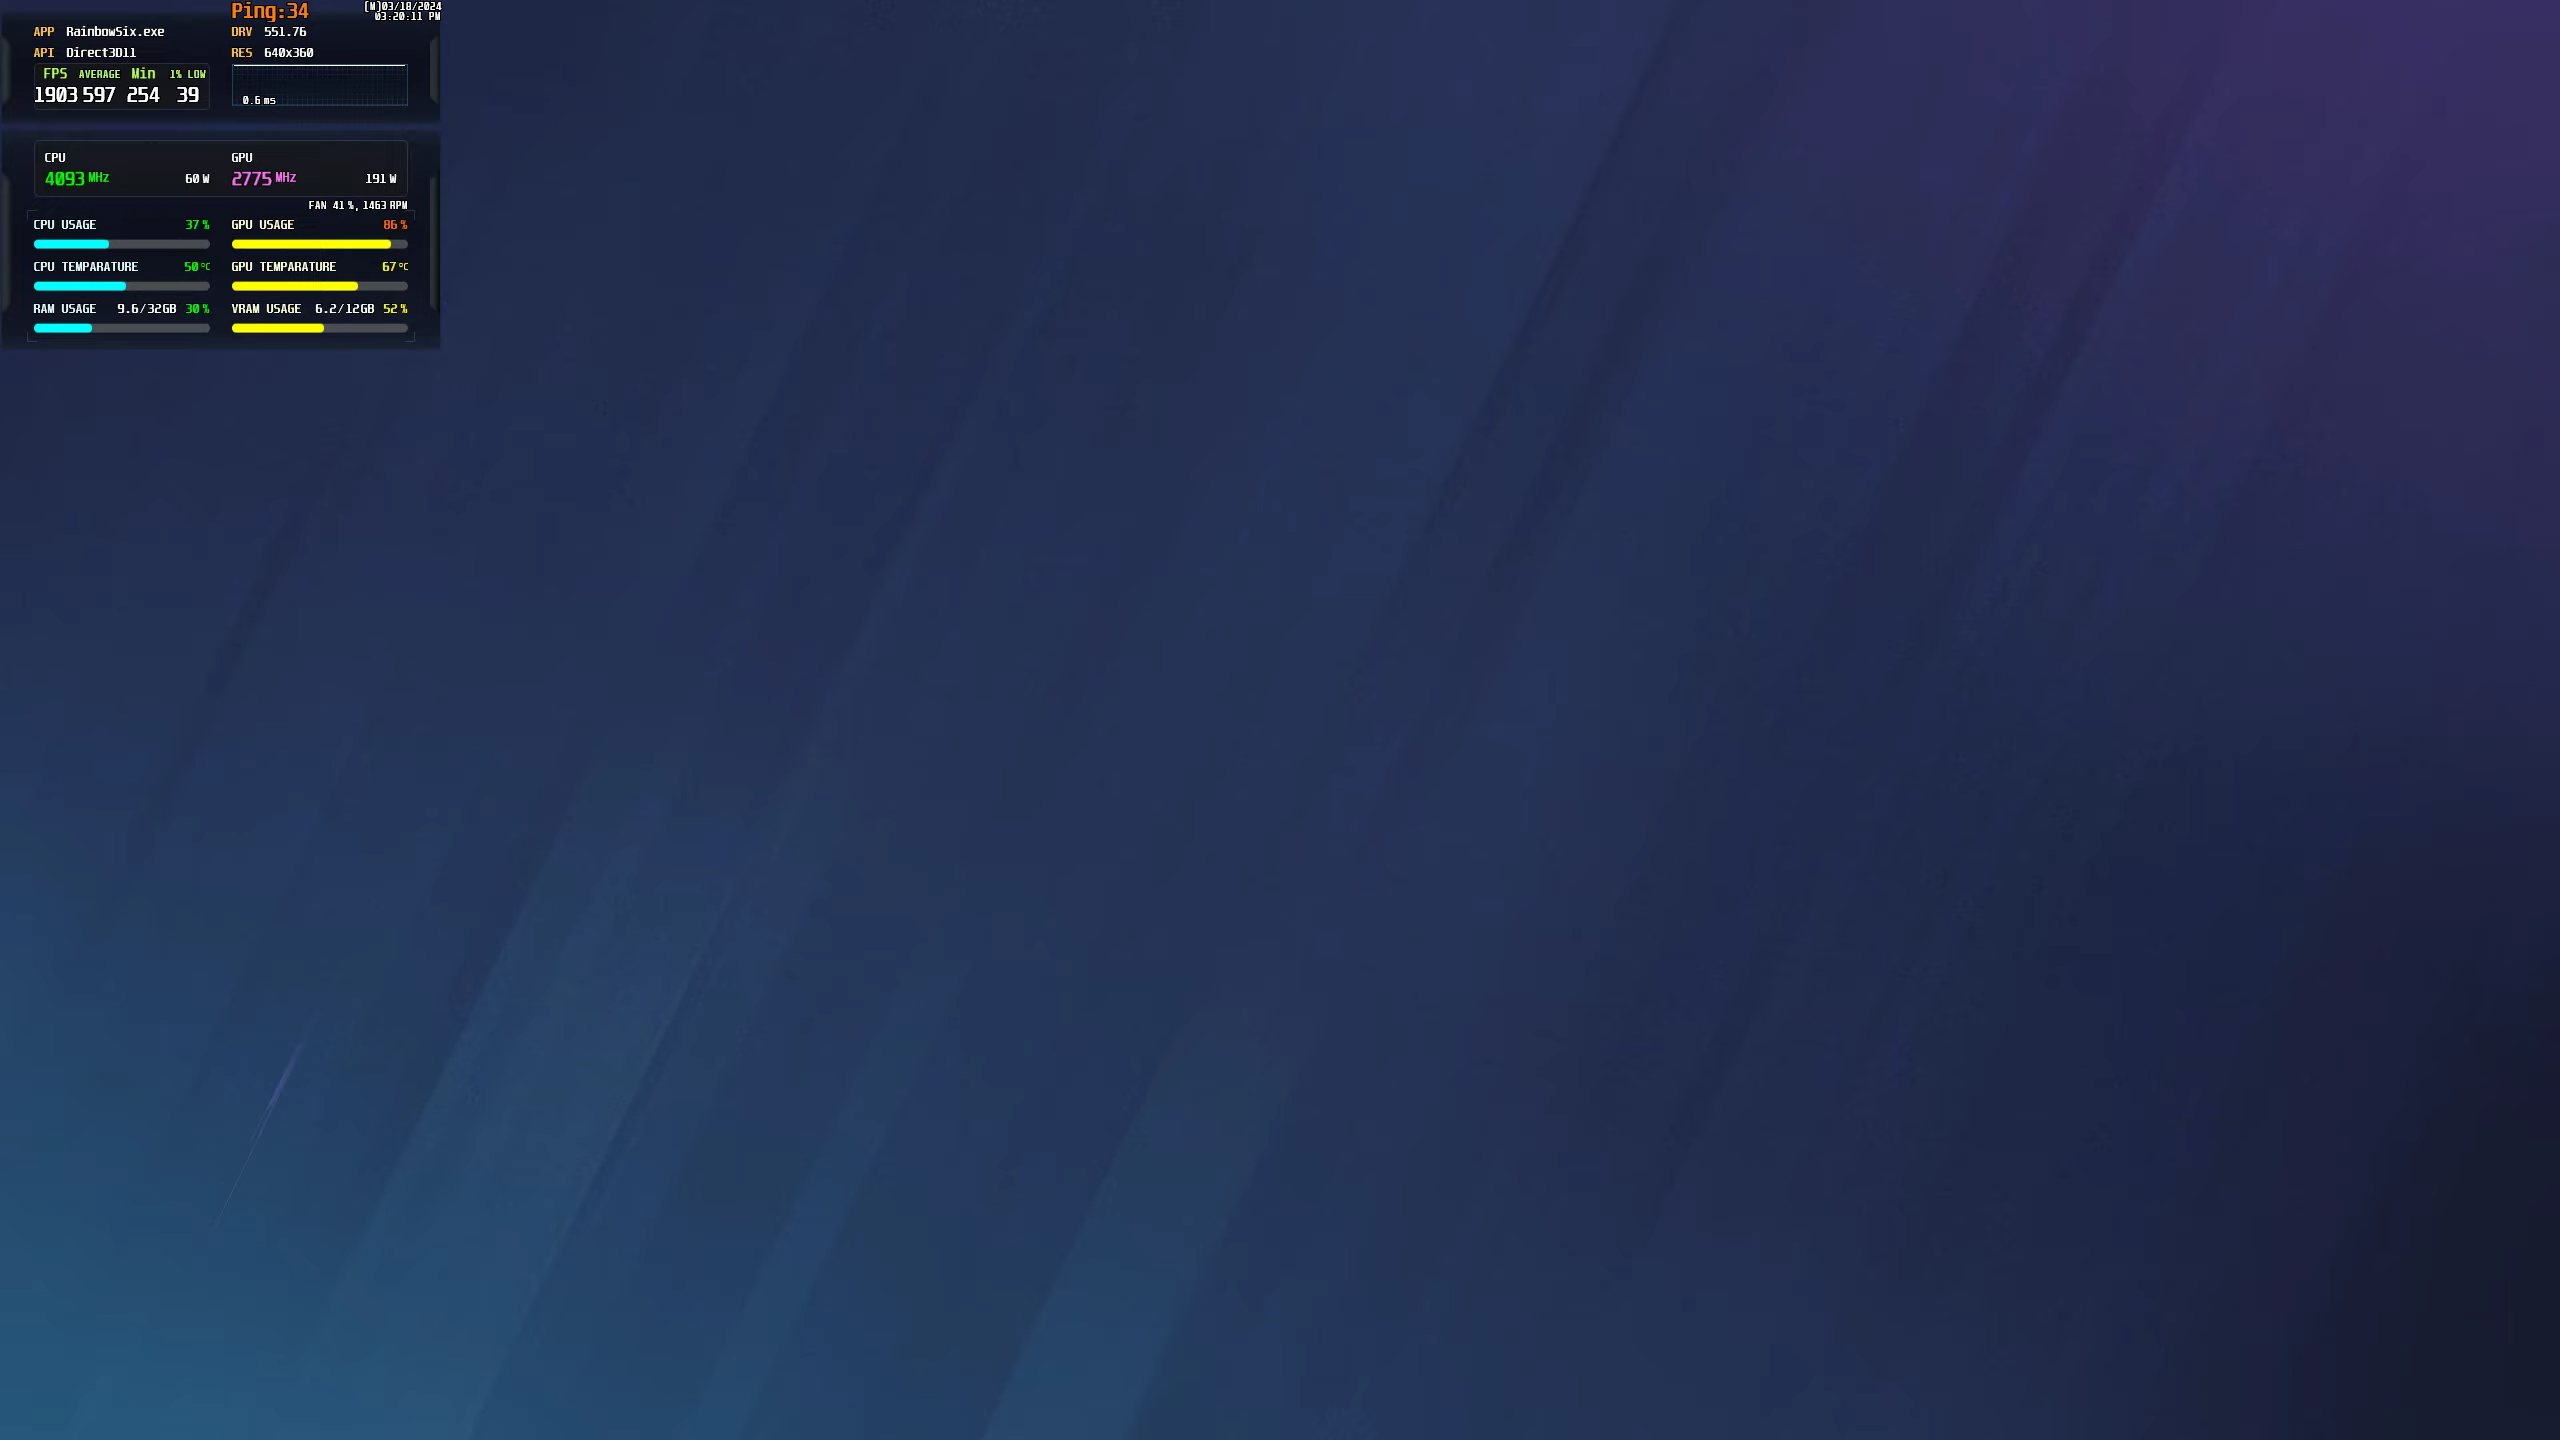 Ping:34 [M]03/18/2024
03:20:11 PM
APP RainbowSix.exe DRV 551.76
API Direct3D11 RES 640x360
FPS AVERAGE Min 1% LOW
1903 597 254 39 0.6 ms
CPU GPU
4093 MHz 60 W 2775 MHz 191 W
FAN 41 %, 1463 RPM
CPU USAGE 37 % GPU USAGE 86 %
CPU TEMPARATURE 50 °C GPU TEMPARATURE 67 °C
RAM USAGE 9.6/32GB 30 % VRAM USAGE 6.2/12GB 52 %